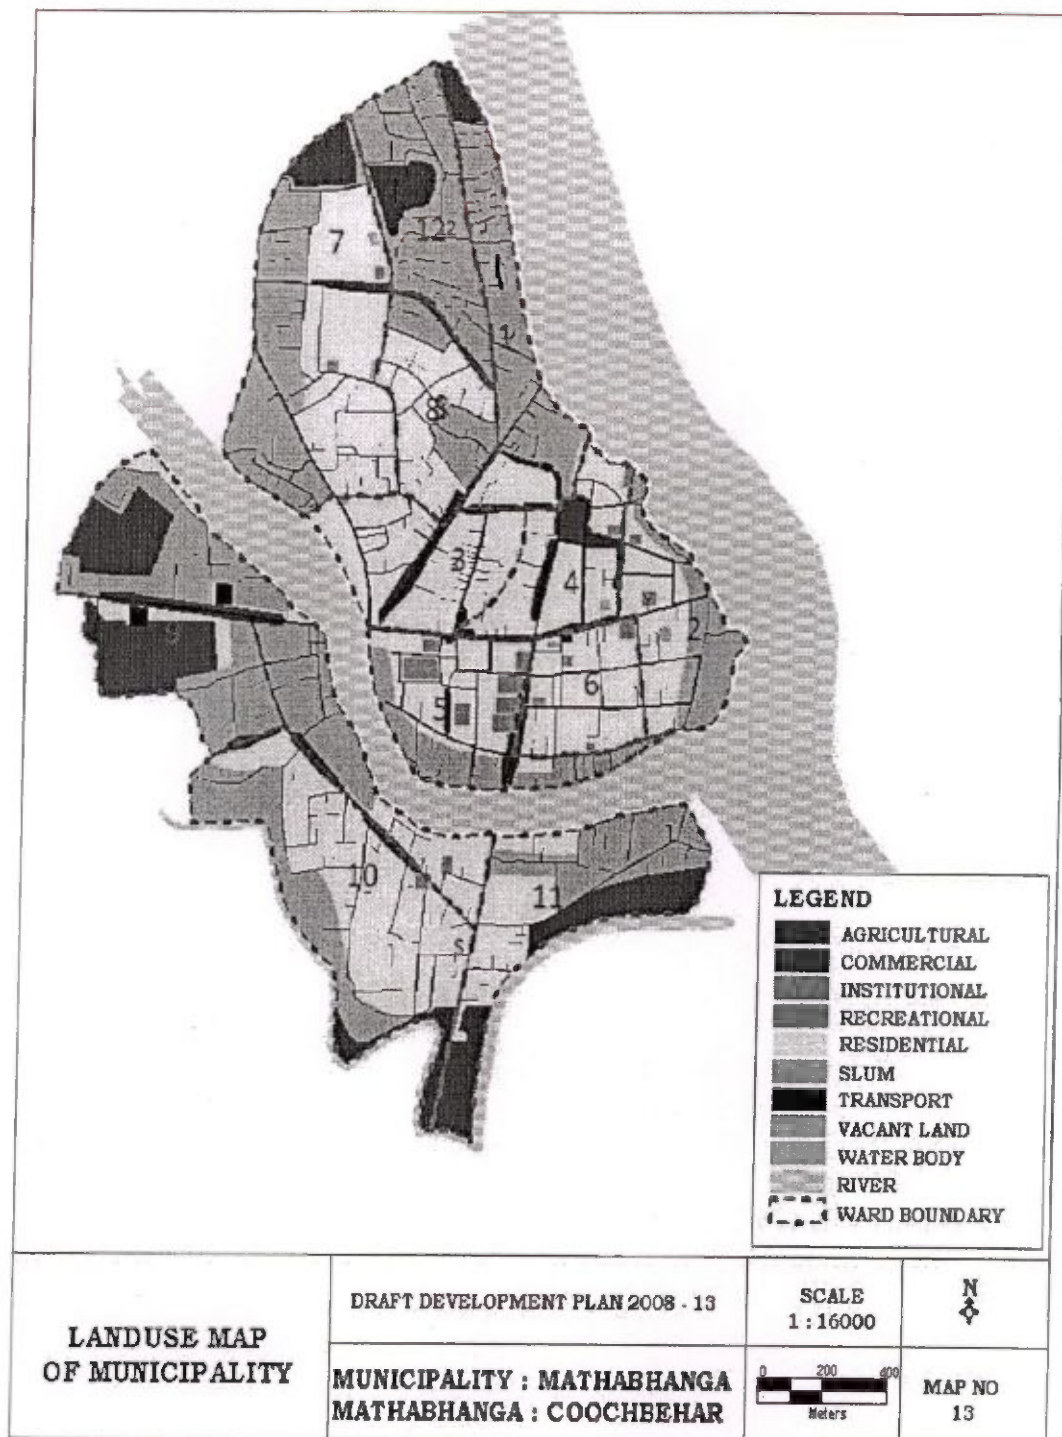 7
12
2
1
8
3
4
9
2
6
5
10
11
S
LEGEND
AGRICULTURAL
COMMERCIAL
INSTITUTIONAL
RECREATIONAL
RESIDENTIAL
SLUM
TRANSPORT
VACANT LAND
WATER BODY
RIVER
WARD BOUNDARY
LANDUSE MAP
OF MUNICIPALITY
DRAFT DEVELOPMENT PLAN 2008 - 13
MUNICIPALITY : MATHABHANGA
MATHABHANGA : COOCHBEHAR
SCALE
1 : 16000
0 200 400
Meters
N
MAP NO
13